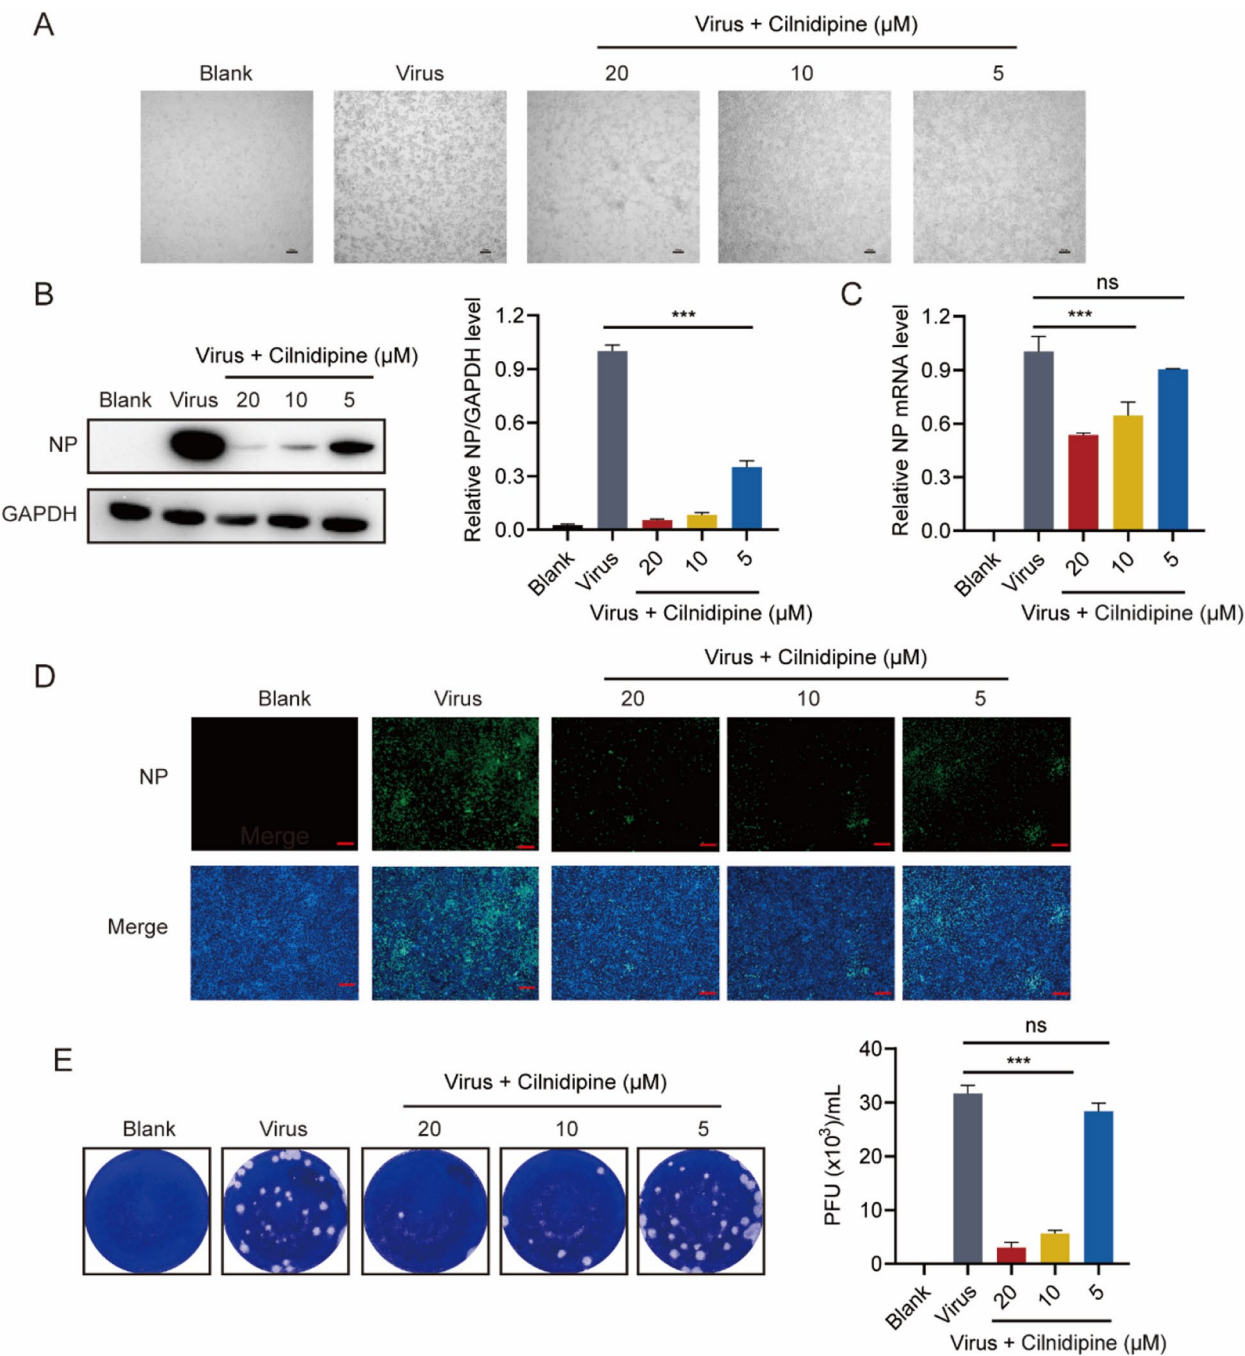 A
Virus + Cilnidipine (µM)
Blank Virus 20 10 5
B
Virus + Cilnidipine (µM)
Blank Virus 20 10 5
NP
GAPDH
Relative NP/GAPDH level
1.2
0.9
0.6
0.3
0.0
***
Blank Virus 20 10 5
Virus + Cilnidipine (µM)
C
Relative NP mRNA level
1.2
0.9
0.6
0.3
0.0
ns
***
Blank Virus 20 10 5
Virus + Cilnidipine (µM)
D
Virus + Cilnidipine (µM)
Blank Virus 20 10 5
NP
Merge
Merge
E
Virus + Cilnidipine (µM)
Blank Virus 20 10 5
PFU (x10³)/mL
40
30
20
10
0
ns
***
Blank Virus 20 10 5
Virus + Cilnidipine (µM)